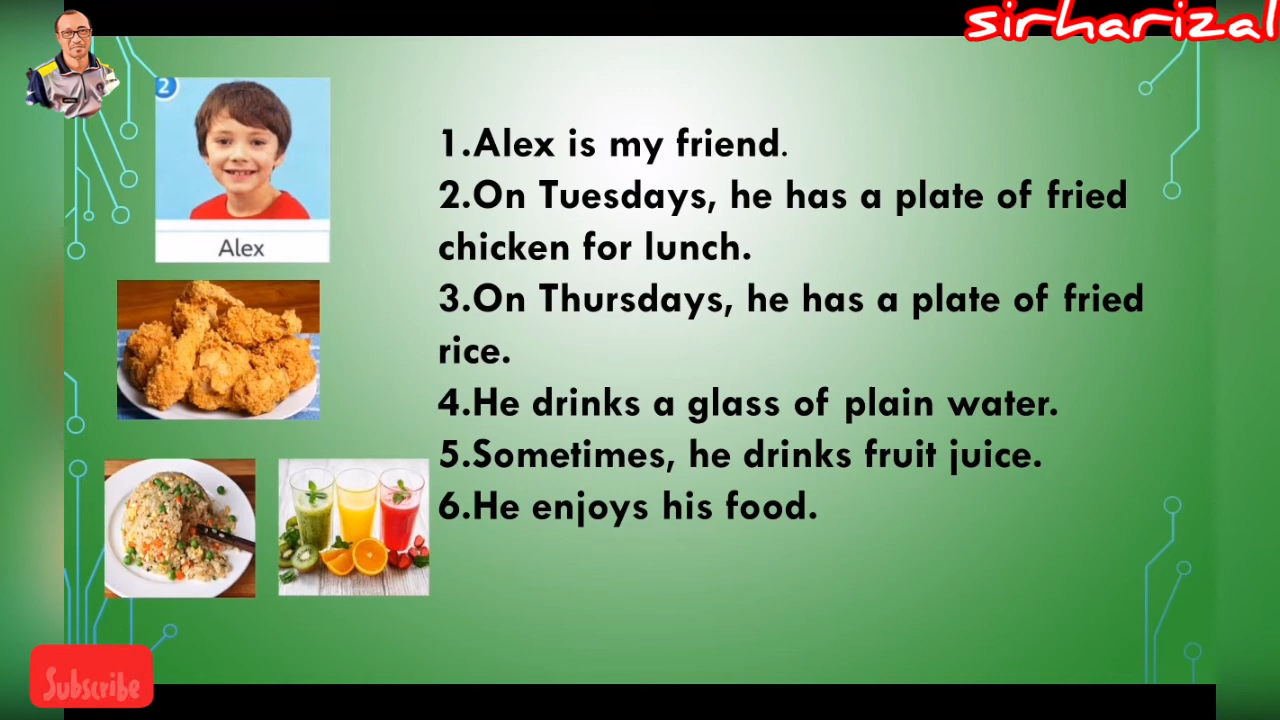 sirharizal
2
Alex
1.Alex is my friend.
2.On Tuesdays, he has a plate of fried
chicken for lunch.
3.On Thursdays, he has a plate of fried
rice.
4.He drinks a glass of plain water.
5.Sometimes, he drinks fruit juice.
6.He enjoys his food.
Subscribe